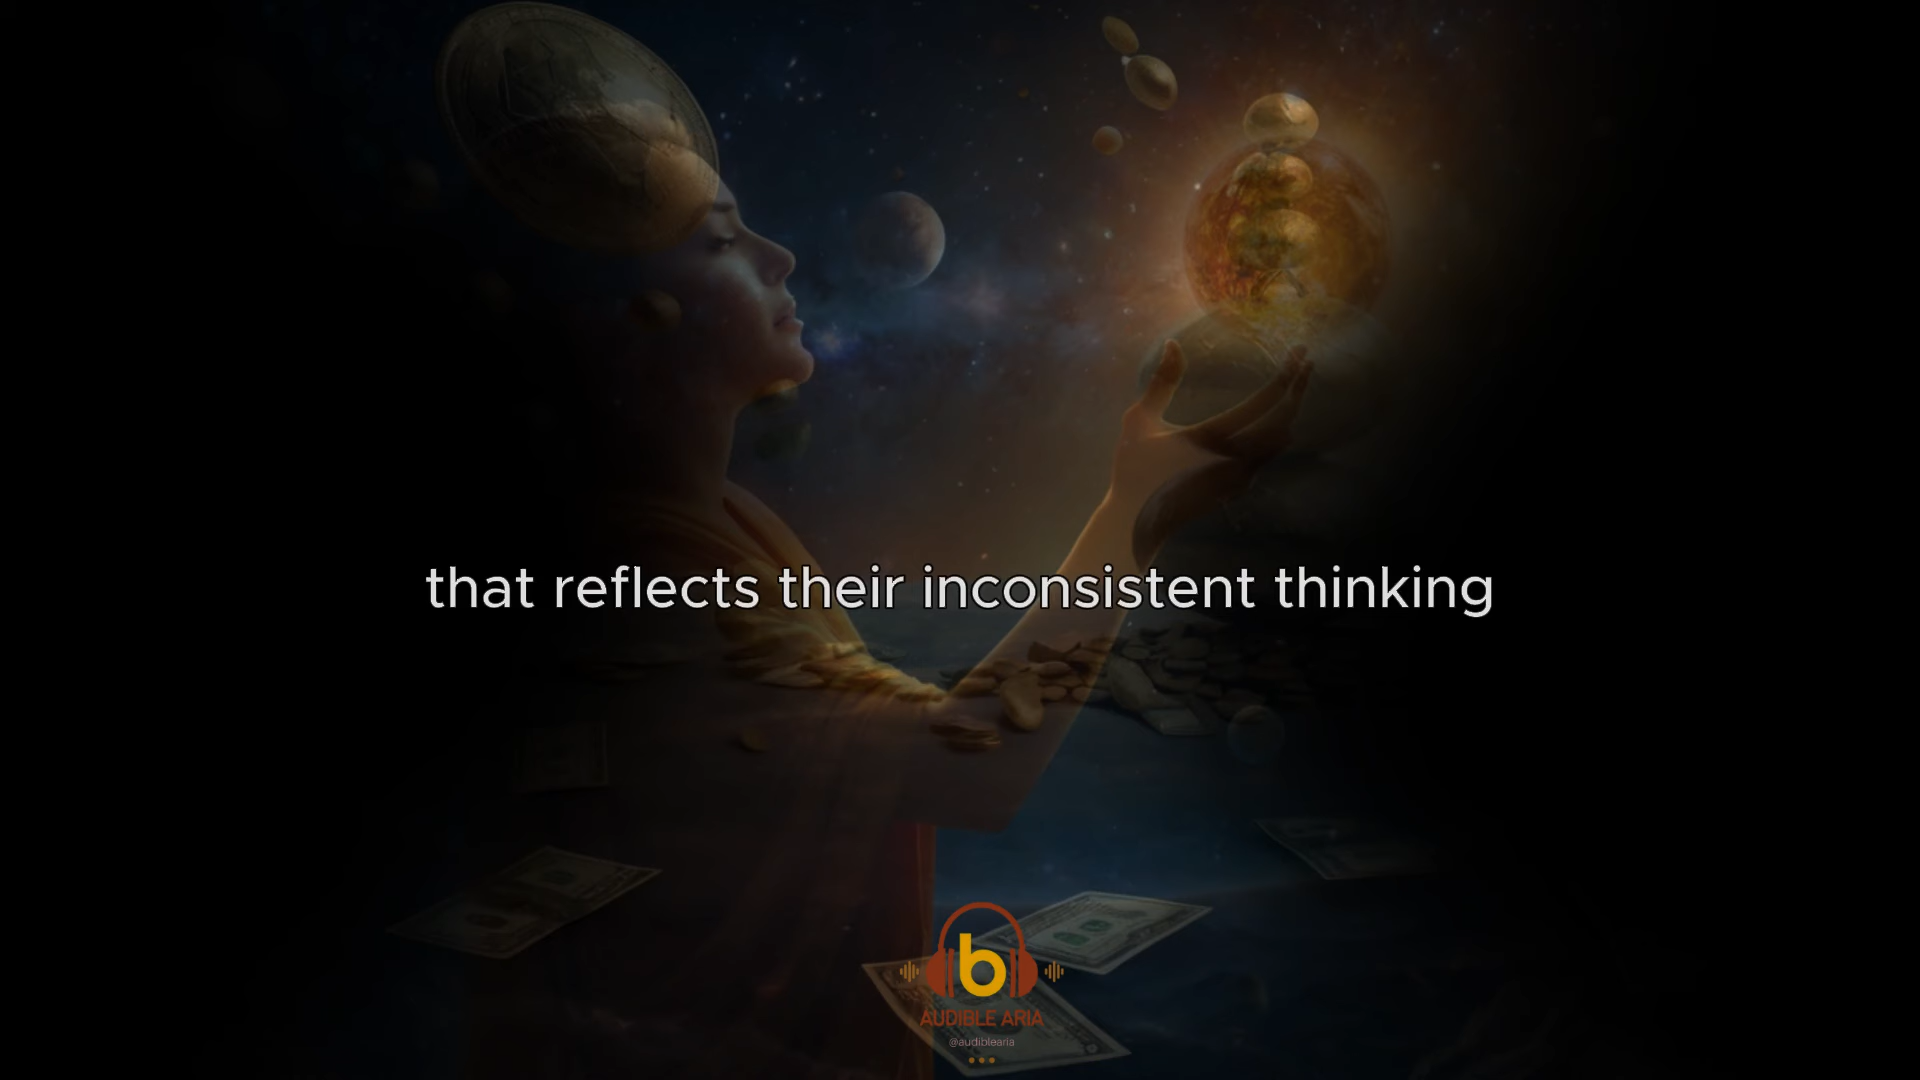 that reflects their inconsistent thinking
b
AUDIBLE ARIA
@audiblearia